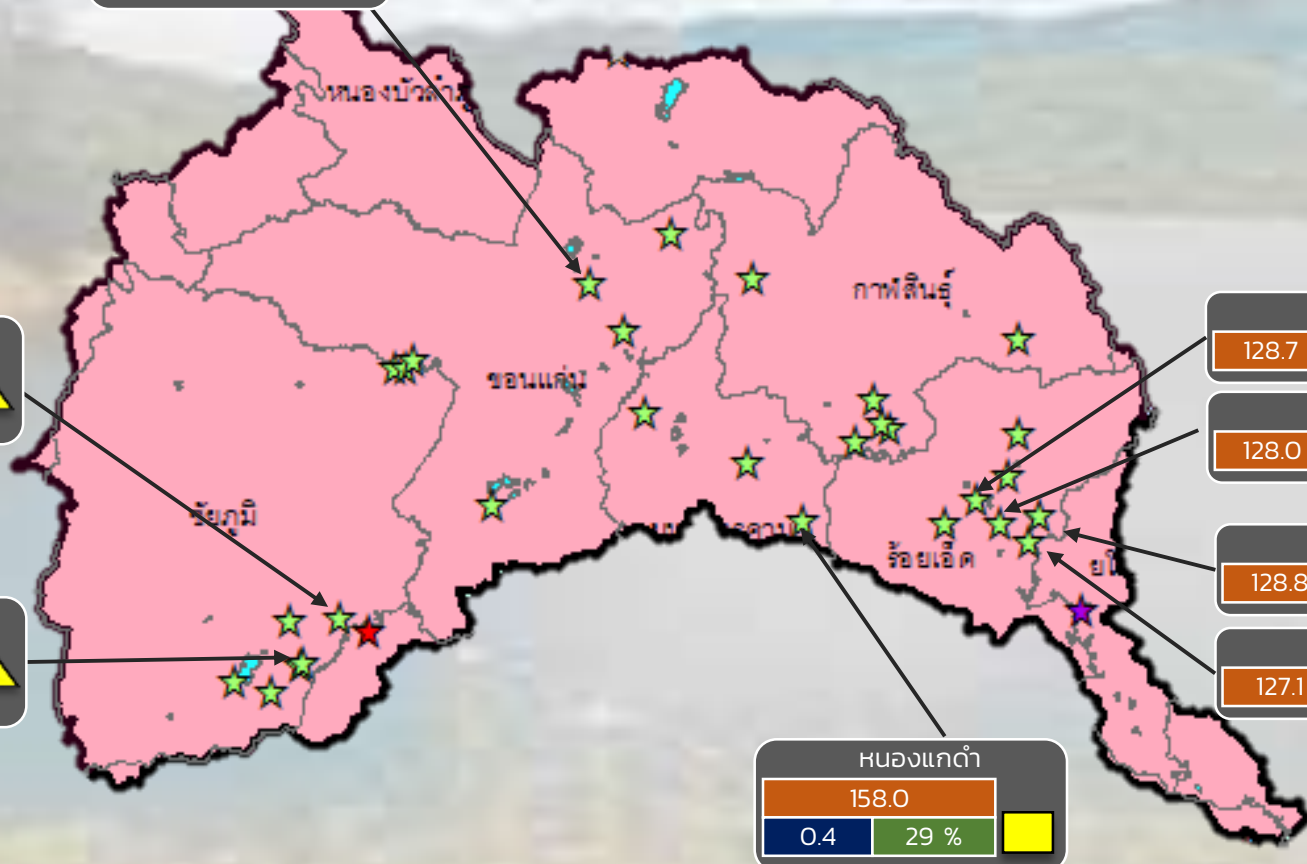 หนองบัวลำภู
กาฬสินธุ์
128.7
ขอนแก่น
128.0
ชัยภูมิ
ร้อยเอ็ด
128.8
127.1
หนองแกดำ
158.0
0.4 29 %